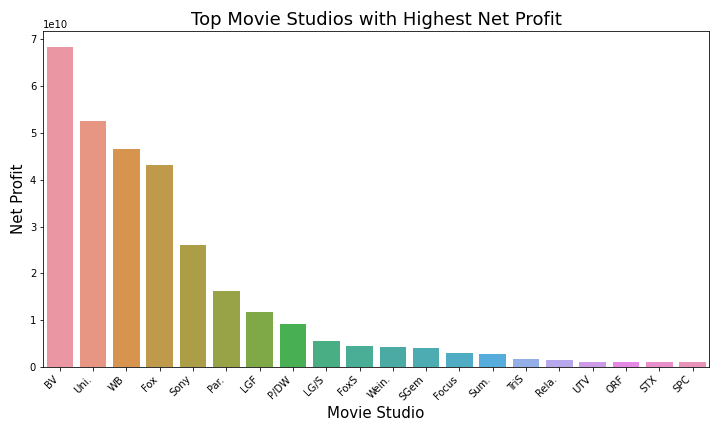 Top Movie Studios with Highest Net Profit
1e10
7
6
5
4
3
2
1
0
Net Profit
BV Uni. WB Fox Sony Par. LGF P/DW LG/S FoxS Wein. SGem Focus Sum. TriS Rela. UTV ORF STX SPC
Movie Studio